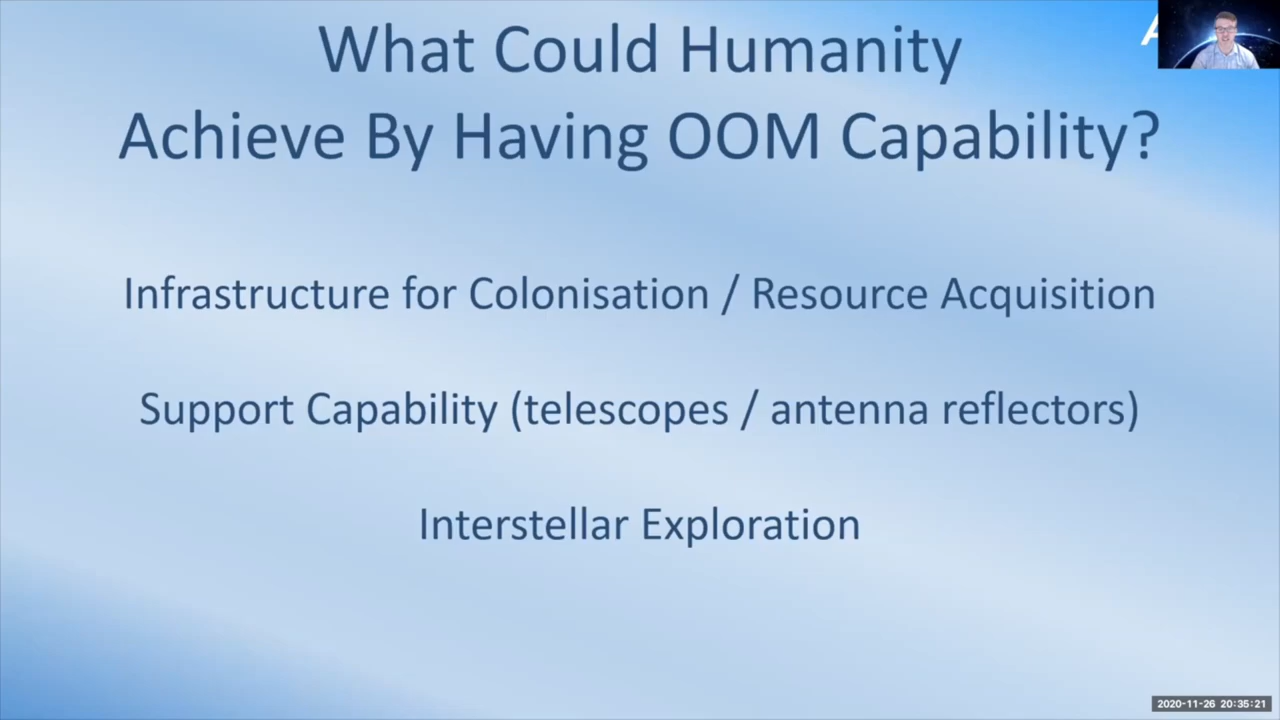 What Could Humanity
Achieve By Having OOM Capability?
Infrastructure for Colonisation / Resource Acquisition
Support Capability (telescopes / antenna reflectors)
Interstellar Exploration
2020-11-26 20:35:21